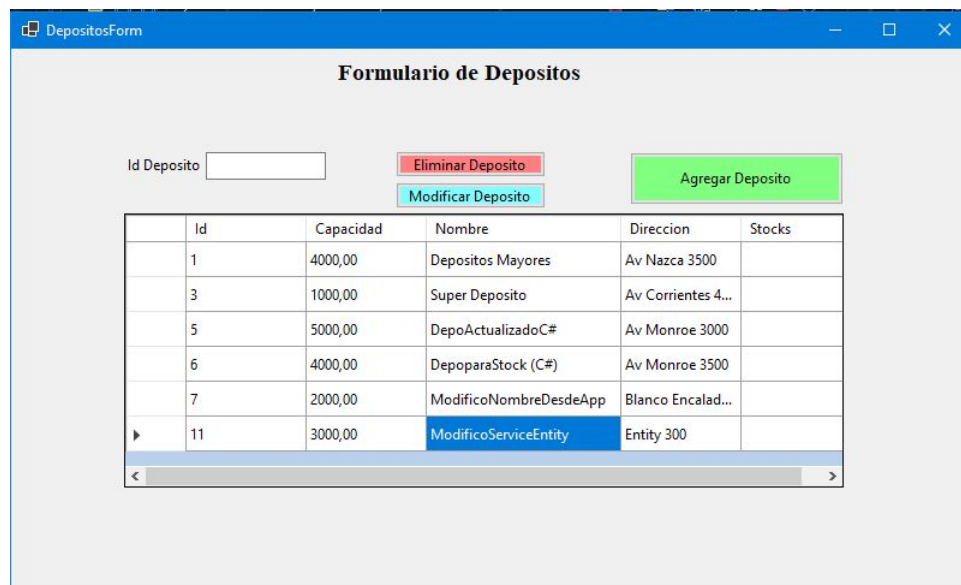 DepositosForm
Formulario de Depositos
Id Deposito
Eliminar Deposito
Modificar Deposito
Agregar Deposito
Id Capacidad Nombre Direccion Stocks
1 4000,00 Depositos Mayores Av Nazca 3500
3 1000,00 Super Deposito Av Corrientes 4...
5 5000,00 DepoActualizadoC# Av Monroe 3000
6 4000,00 DeporaStock (C#) Av Monroe 3500
7 2000,00 ModificoNombreDesdeApp Blanco Encalad...
11 3000,00 ModificoServiceEntity Entity 300